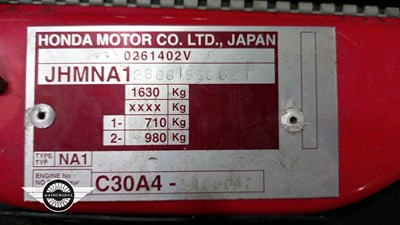 HONDA MOTOR CO. LTD., JAPAN
0261402V
JHMNA1
1630 Kg
XXXX Kg
1- 710 Kg
2- 980 Kg
TYPE
TYP NA1
ENGINE No
C30A4 -